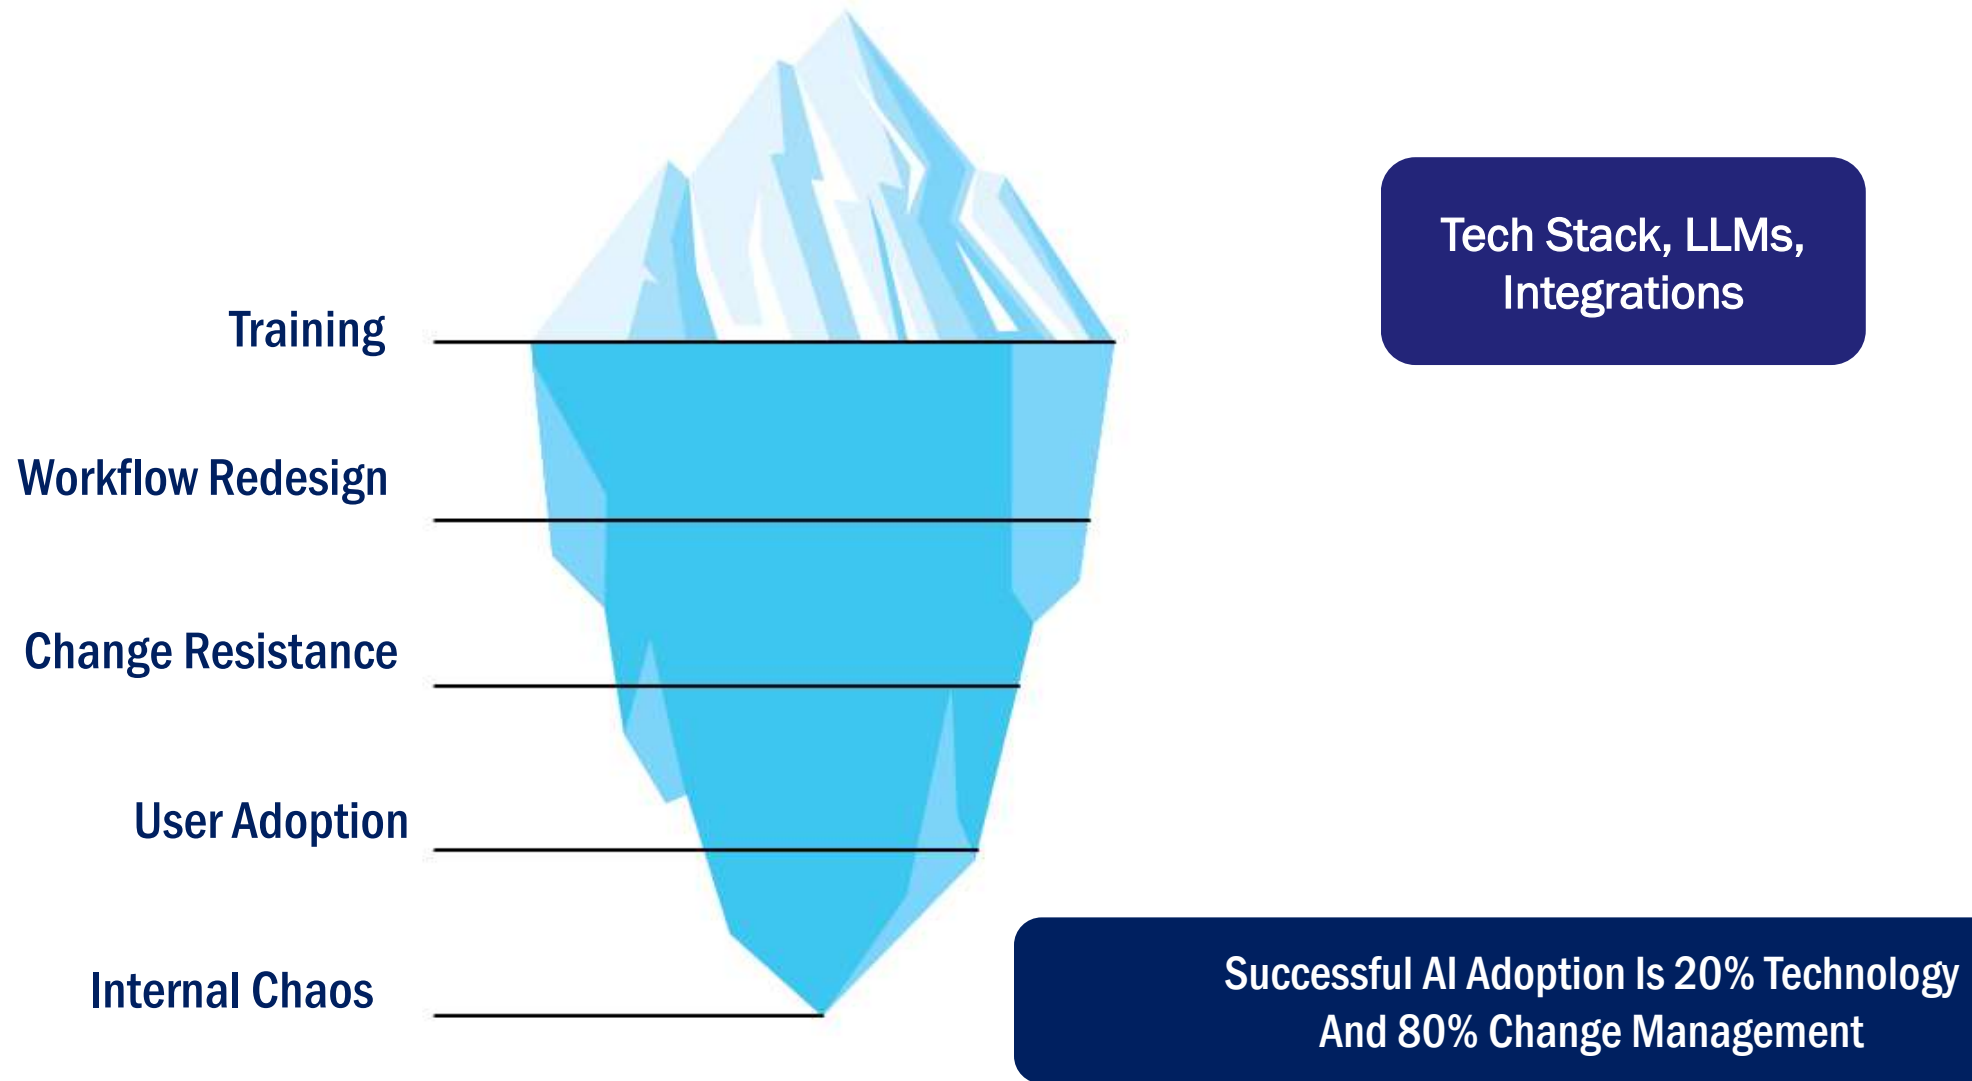 Tech Stack, LLMs,
Integrations
Training
Workflow Redesign
Change Resistance
User Adoption
Internal Chaos
Successful AI Adoption Is 20% Technology
And 80% Change Management